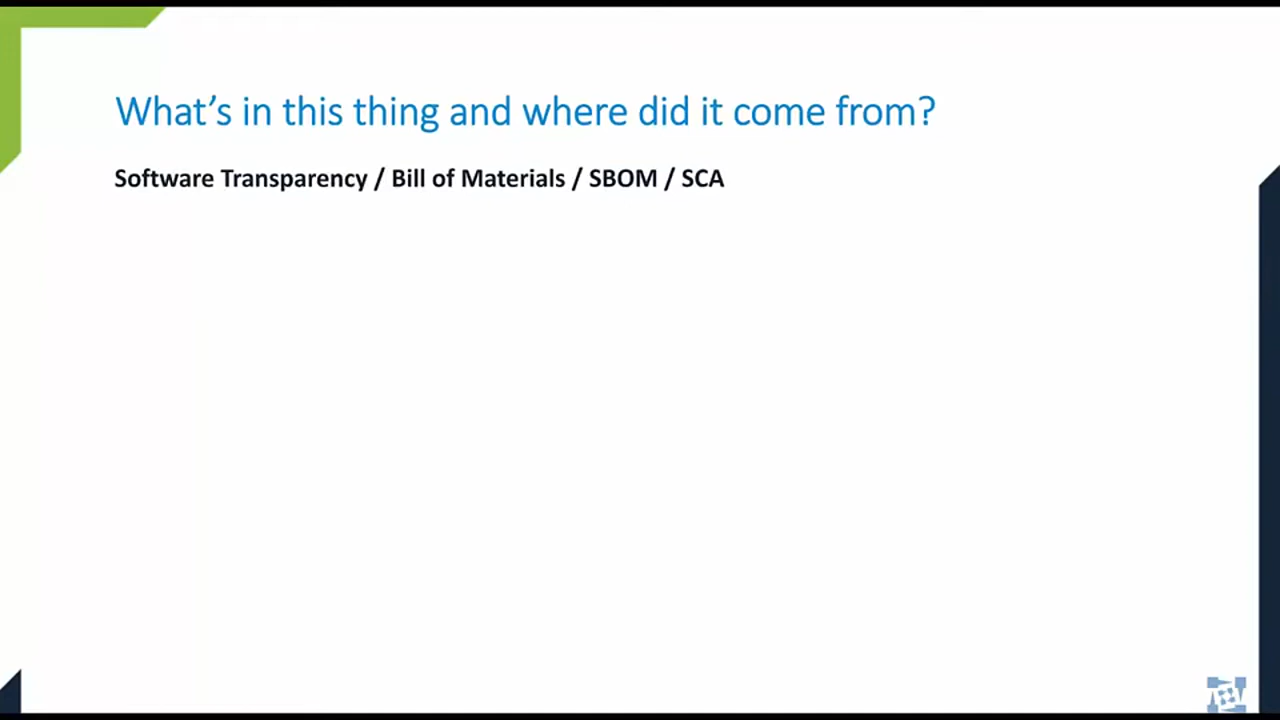 What’s in this thing and where did it come from?
Software Transparency / Bill of Materials / SBOM / SCA